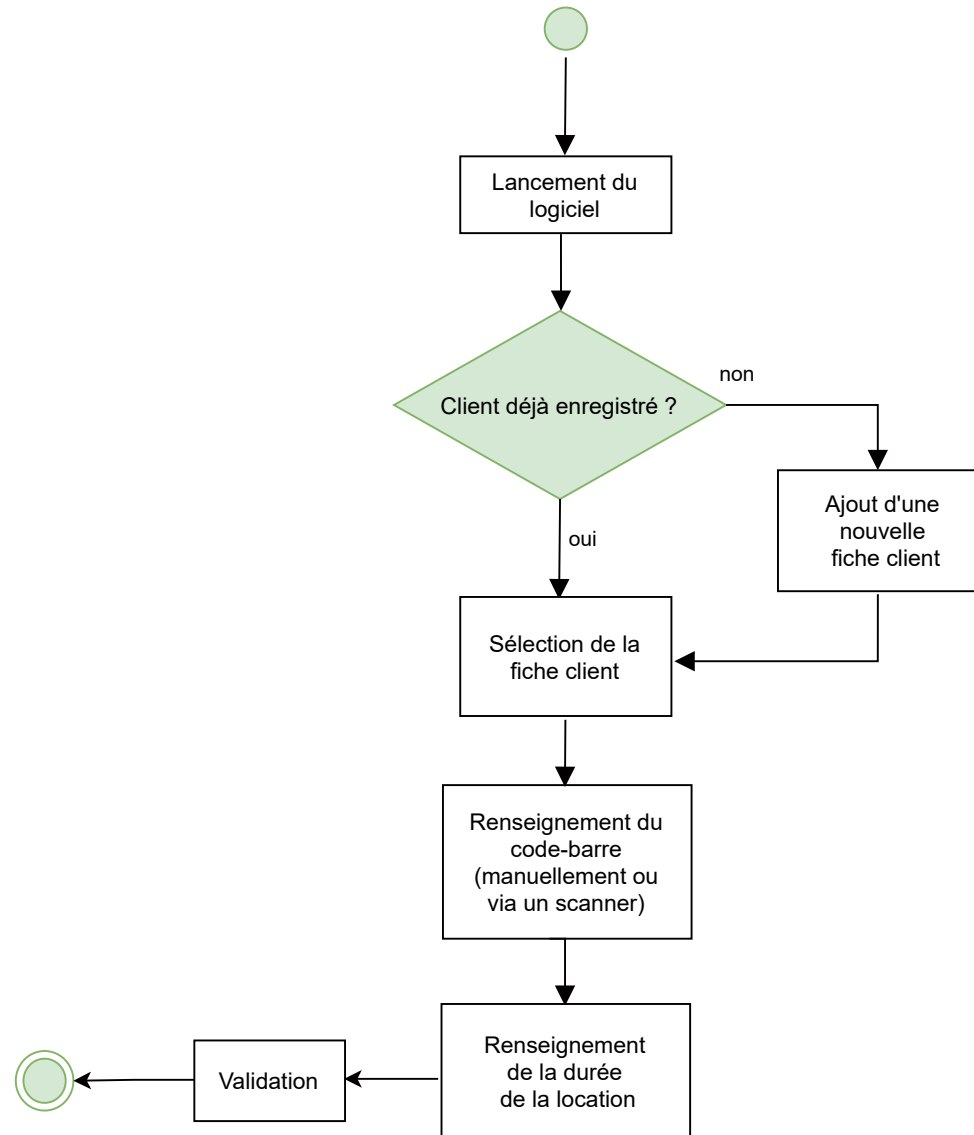 Lancement du
logiciel
Client déjà enregistré ?
non
Ajout d'une
nouvelle
fiche client
oui
Sélection de la
fiche client
Renseignement du
code-barre
(manuellement ou
via un scanner)
Renseignement
de la durée
de la location
Validation